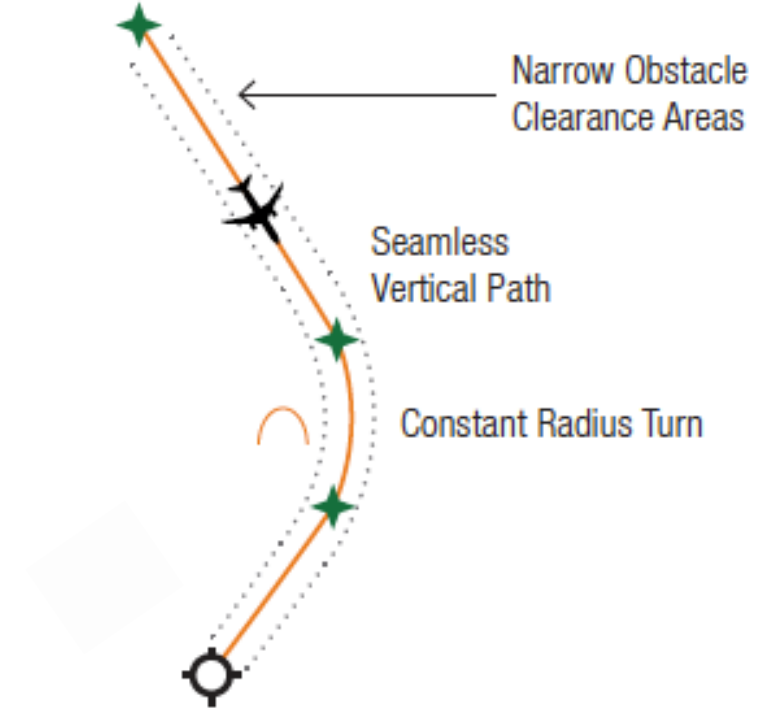 Narrow Obstacle
Clearance Areas
Seamless
Vertical Path
Constant Radius Turn